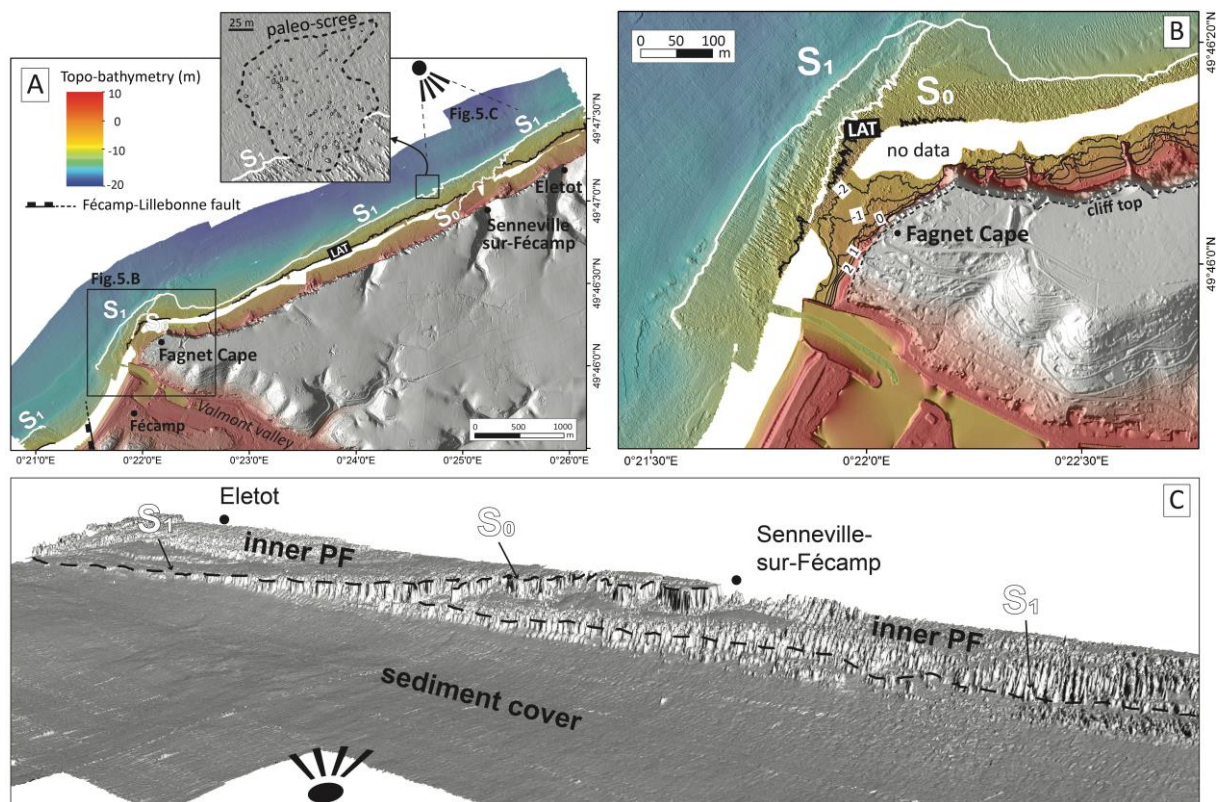 25 m
paleo-scree
S1
A
Topo-bathymetry (m)
10
0
-10
-20
Fécamp-Lillebonne fault
Fig.5.C
S1
S1
S0
LAT
Eletot
Senneville
sur-Fécamp
Fig.5.B
S1
S0
Fagnet Cape
S1
Fécamp
Valmont valley
0 500 1000
m
49°47'30"N
49°47'0"N
49°46'30"N
49°46'0"N
0°21'0"E
0°22'0"E
0°23'0"E
0°24'0"E
0°25'0"E
0°26'0"E
B
0 50 100
m
S1
S0
LAT
no data
2
-1
0
1
2
cliff top
Fagnet Cape
49°46'20"N
49°46'0"N
0°21'30"E
0°22'0"E
0°22'30"E
C
Eletot
S1
inner PF
S0
Senneville-
sur-Fécamp
inner PF
S1
sediment cover